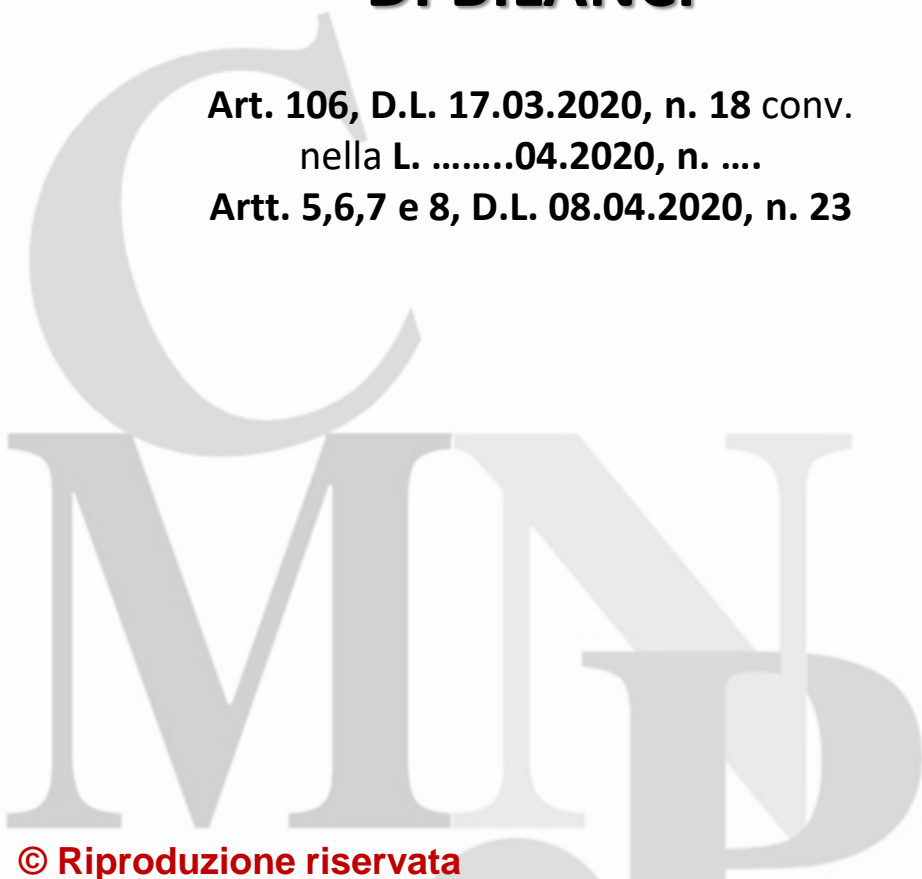 Art. 106, D.L. 17.03.2020, n. 18 conv.
nella L. ........04.2020, n. ....
Artt. 5,6,7 e 8, D.L. 08.04.2020, n. 23
C
M N
P
© Riproduzione riservata